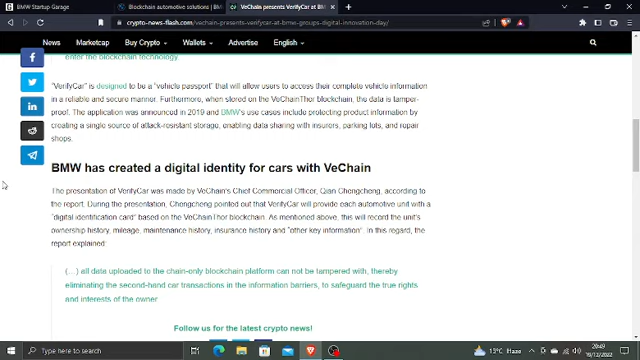 BMW Startup Garage
Blockchain automotive solutions | BM
VeChain presents VerifyCar at BM
crypto-news-flash.com/vechain-presents-verifycar-at-bmw-groups-digital-innovation-day/
News Marketcap Buy Crypto Wallets Advertise English
enter the blockchain technology.
"VerifyCar" is designed to be a "vehicle passport" that will allow users to access their complete vehicle information
in a reliable and secure manner. Furthermore, when stored on the VeChainThor blockchain, the data is tamper-
proof. The application was announced in 2019 and BMW's use cases include protecting product information by
creating a single source of attack-resistant storage, enabling data sharing with insurers, parking lots, and repair
shops.
BMW has created a digital identity for cars with VeChain
The presentation of VerifyCar was made by VeChain's Chief Commercial Officer, Qian Chengcheng, according to
the report. During the presentation, Chengcheng pointed out that VerifyCar will provide each automotive unit with a
"digital identification card" based on the VeChainThor blockchain. As mentioned above, this will record the unit's
ownership history, mileage, maintenance history, insurance history and "other key information". In this regard, the
report explained:
(...) all data uploaded to the chain-only blockchain platform can not be tampered with, thereby
eliminating the second-hand car transactions in the information barriers, to safeguard the true rights
and interests of the owner
Follow us for the latest crypto news!
Type here to search
13°C Haze
20:49
19/12/2022